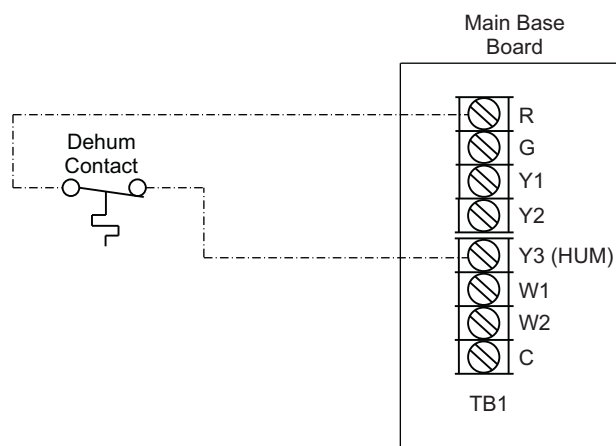 Main Base
Board
Dehum
Contact
R
G
Y1
Y2
Y3 (HUM)
W1
W2
C
TB1